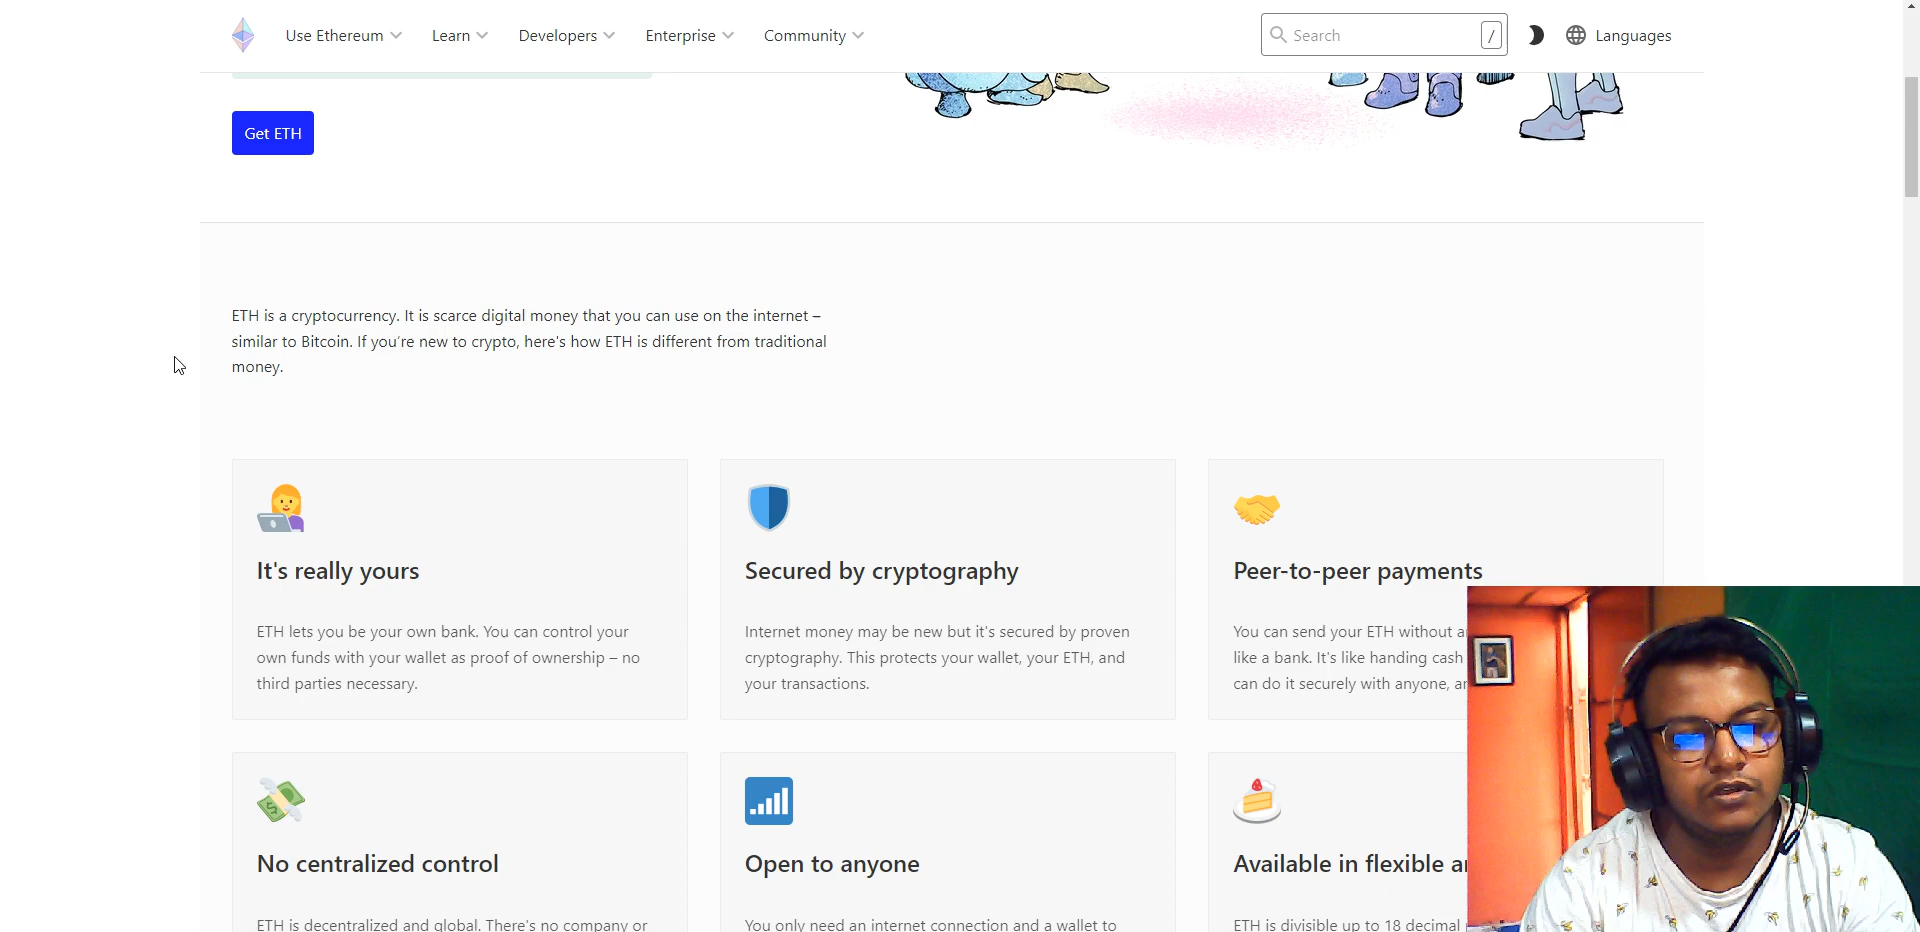 Use Ethereum Learn Developers Enterprise Community Search / Languages
Get ETH
ETH is a cryptocurrency. It is scarce digital money that you can use on the internet –
similar to Bitcoin. If you're new to crypto, here's how ETH is different from traditional
money.
It's really yours
ETH lets you be your own bank. You can control your
own funds with your wallet as proof of ownership – no
third parties necessary.
Secured by cryptography
Internet money may be new but it's secured by proven
cryptography. This protects your wallet, your ETH, and
your transactions.
Peer-to-peer payments
You can send your ETH without
like a bank. It's like handing cash
can do it securely with anyone,
No centralized control
ETH is decentralized and global. There's no company or
Open to anyone
You only need an internet connection and a wallet to
Available in flexible
ETH is divisible up to 18 decimal